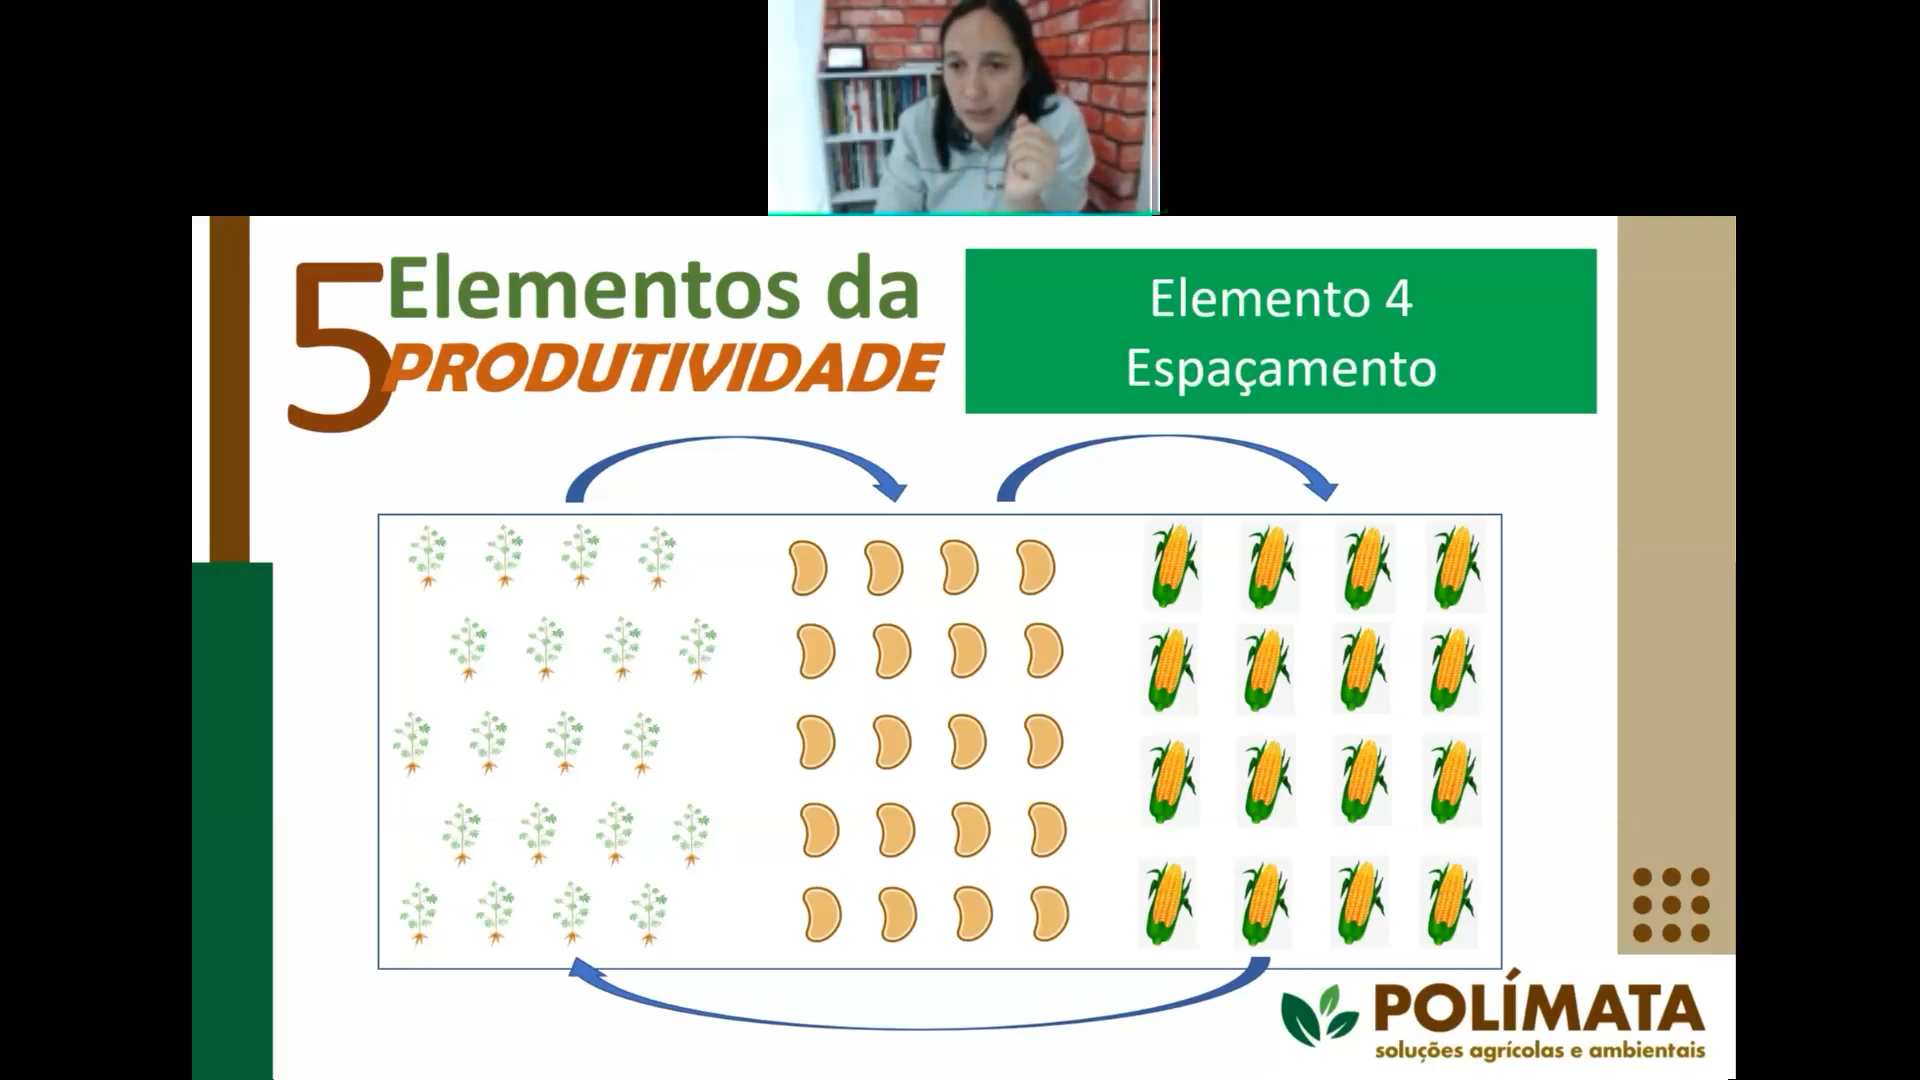 5 Elementos da
PRODUTIVIDADE
Elemento 4
Espaçamento
POLÍMATA
soluções agrícolas e ambientais